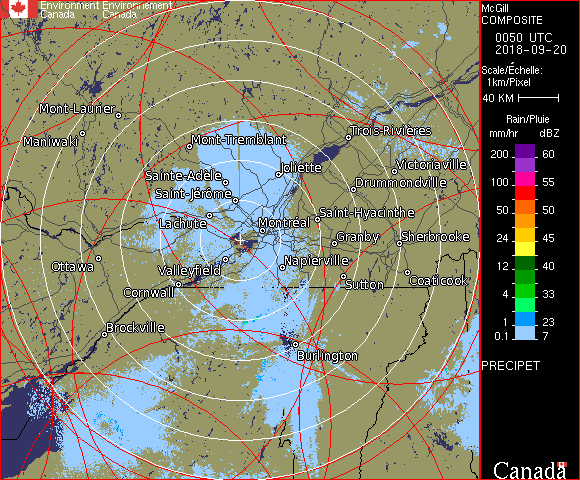 Environment Environnement
Canada Canada
McGill
COMPOSITE
0050 UTC
2018-09-20
Scale/Échelle:
1km/Pixel
40 KM
Rain/Pluie
mm/hr dBZ
200 60
100 55
50 50
24 45
12 40
4 33
1 23
0.1 7
PRECIPET
Canada
Mont-Laurier
Maniwaki
Mont-Tremblant
Trois-Rivières
Victoriaville
Sainte-Adèle
Joliette
Drummondville
Saint-Jérôme
Saint-Hyacinthe
Lachute
Montréal
Granby
Sherbrooke
Ottawa
Valleyfield
Napierville
Cornwall
Sutton
Coaticook
Brockville
Burlington